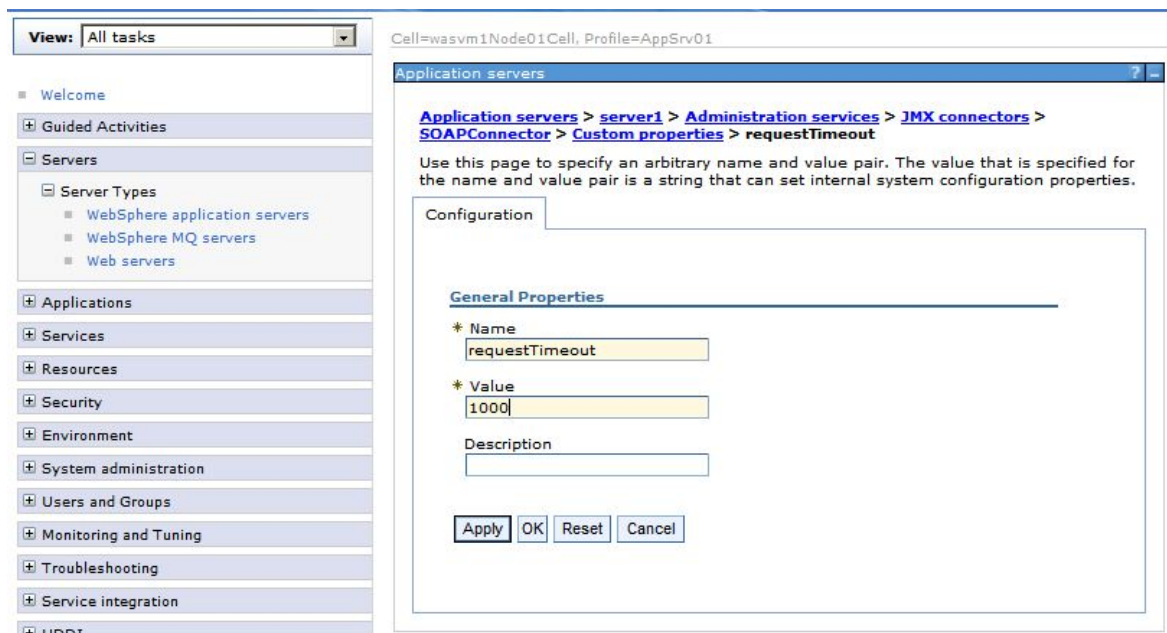 View: All tasks
Welcome
Guided Activities
Servers
Server Types
WebSphere application servers
WebSphere MQ servers
Web servers
Applications
Services
Resources
Security
Environment
System administration
Users and Groups
Monitoring and Tuning
Troubleshooting
Service integration
UDDI
Cell=wasvm1Node01Cell, Profile=AppSrv01
Application servers
? -
Application servers > server1 > Administration services > JMX connectors >
SOAPConnector > Custom properties > requestTimeout
Use this page to specify an arbitrary name and value pair. The value that is specified for
the name and value pair is a string that can set internal system configuration properties.
Configuration
General Properties
* Name
requestTimeout
* Value
1000
Description
Apply OK Reset Cancel